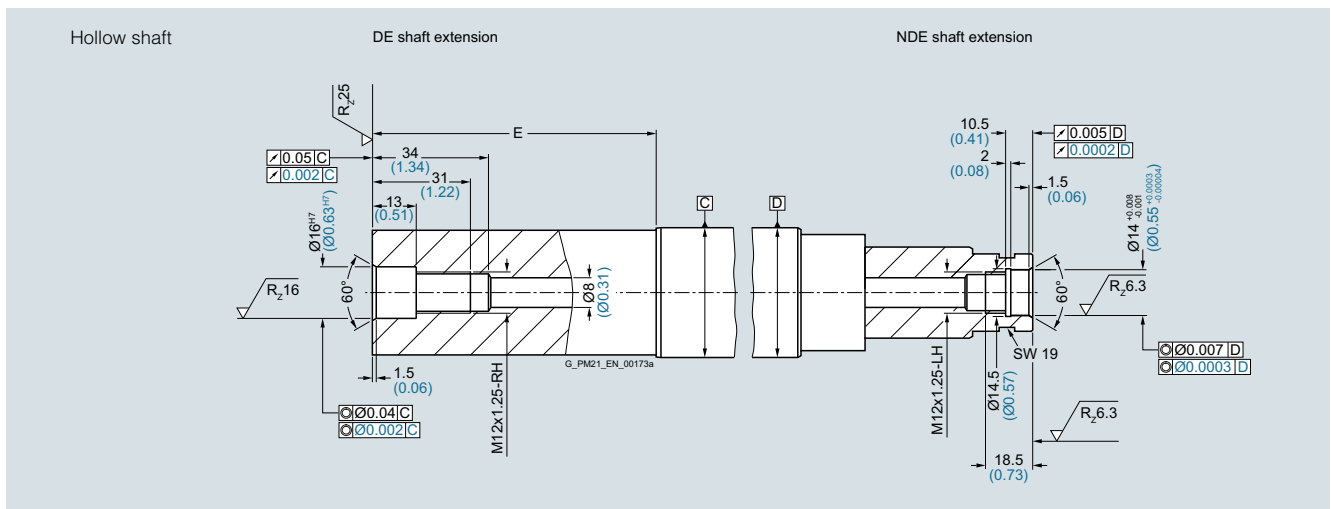 Hollow shaft
DE shaft extension
NDE shaft extension
Rz25
E
10.5
(0.41)
0.005 D
0.0002 D
0.05 C
0.002 C
34
(1.34)
2
(0.08)
31
(1.22)
1.5
(0.06)
13
(0.51)
C
D
Ø16H7
(Ø0.63H7)
Ø14 +0.008 -0.001
(Ø0.55 +0.0003 -0.00004)
60°
Rz16
Ø8
(Ø0.31)
60°
Rz6.3
SW 19
G_PM21_EN_00173a
Ø0.007 D
Ø0.0003 D
1.5
(0.06)
M12x1.25-RH
M12x1.25-LH
Ø14.5
(Ø0.57)
Ø0.04 C
Ø0.002 C
Rz6.3
18.5
(0.73)